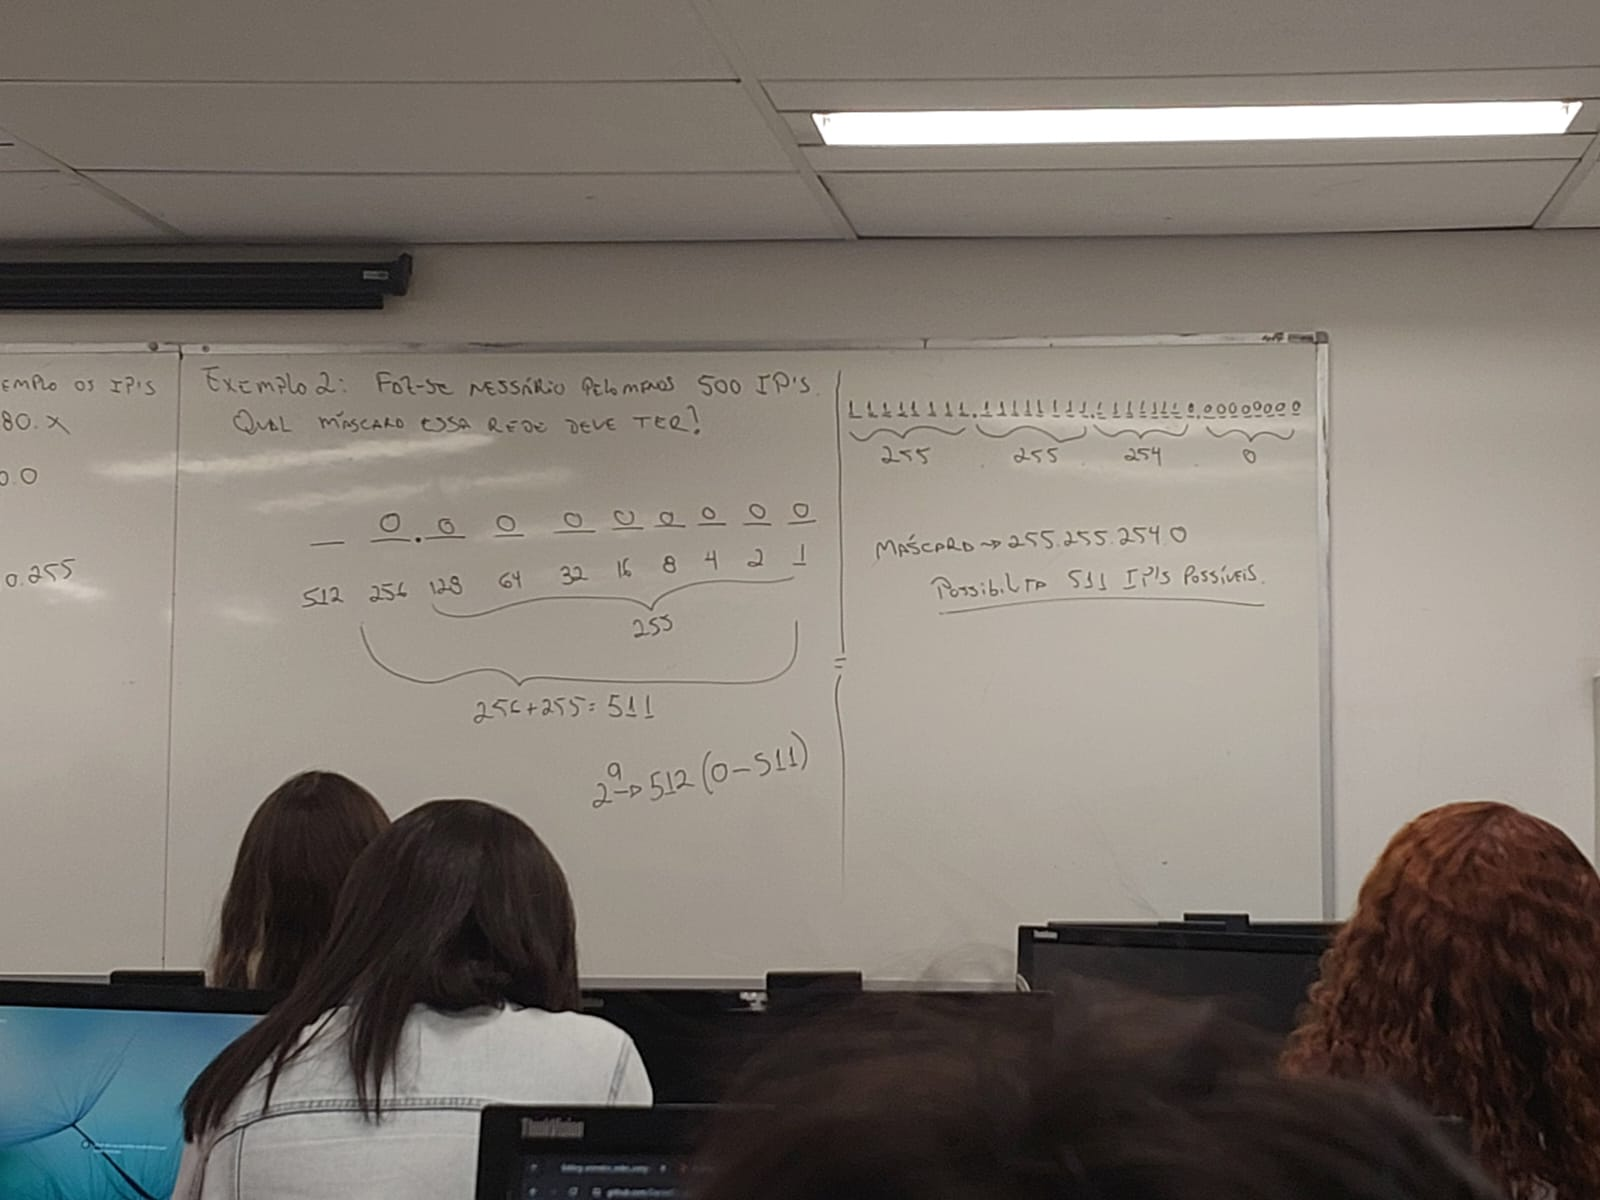 EMPLO OS IP'S
80. X
0.0
0.255
EXEMPLO 2: FAZ-SE NESSÁRIO PELO MENOS 500 IP'S.
QUAL MÁSCARA ESSA REDE DEVE TER?
0.0 0 0 0 0 0 0 0
512 256 128 64 32 16 8 4 2 1
255
256+255=511
2⁹→512 (0-511)
11111111.11111111.11111110.00000000
255 . 255 . 254 . 0
MÁSCARA → 255.255.254.0
POSSIBILITA 511 IP'S POSSÍVEIS.
ThinkVision